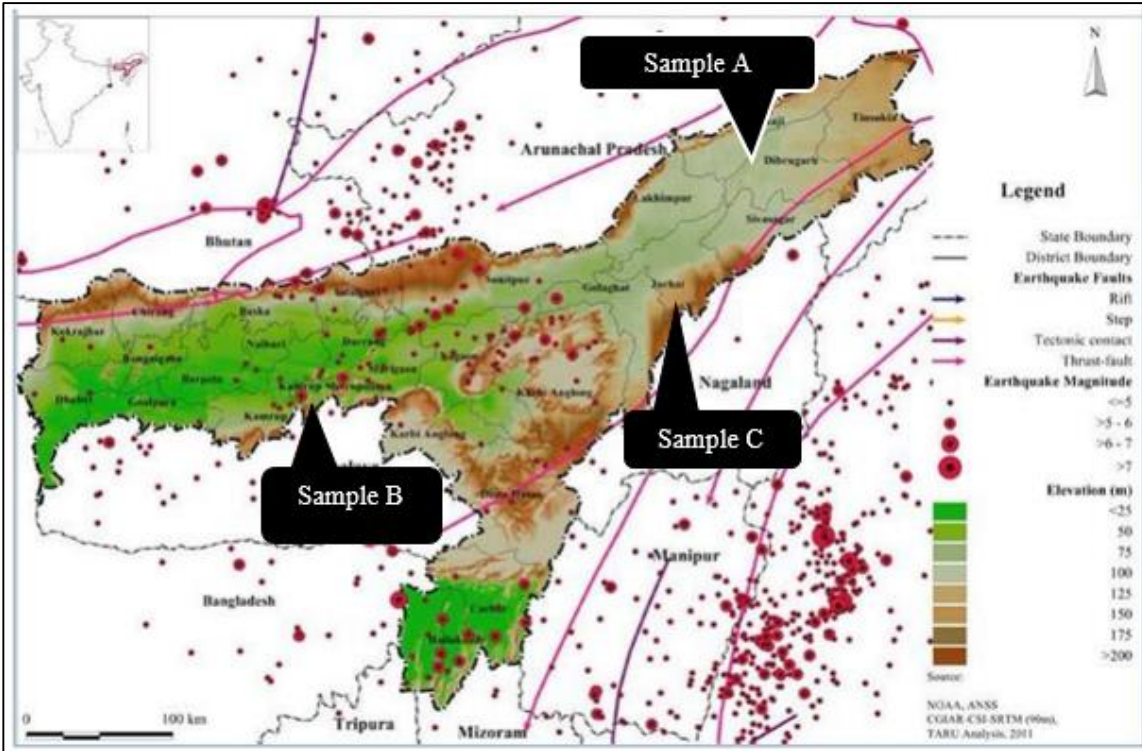 Sample A
N
Arunachal Pradesh
Tinsukia
Dibrugarh
Lakhimpur
Sivasagar
Legend
State Boundary
District Boundary
Earthquake Faults
Rift
Step
Tectonic contact
Thrust-fault
Earthquake Magnitude
<=5
>5 - 6
>6 - 7
>7
Elevation (m)
<25
50
75
100
125
150
175
>200
Source:
NOAA, ANSS
CGIAR-CSI-SRTM (90m),
TARU Analysis, 2011
Bhutan
Sonitpur
Golaghat
Kokrajhar
Chirang
Baksa
Nalbari
Darrang
Bongaigaon
Barpeta
Dhubri
Goalpara
Kamrup
Karbi Anglong
Karbi Anglong
Nagaland
Sample C
Sample B
Manipur
Bangladesh
Cachar
Tripura
Mizoram
0
100 km